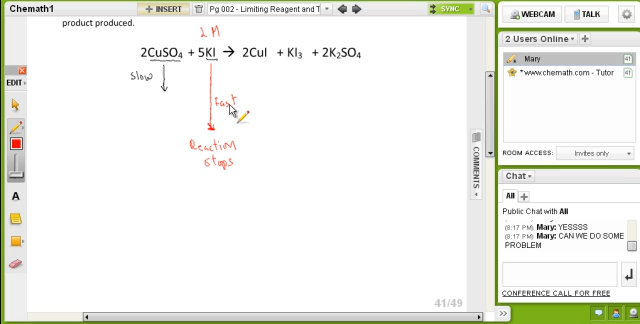 Chemath1
+ INSERT
Pg 002 - Limiting Reagent and T
SYNC
WEBCAM
TALK
product produced.
2 Users Online
Mary
*www.chemath.com - Tutor
41
41
2 M
2CuSO4 + 5KI → 2CuI + KI3 + 2K2SO4
slow
Fast
Reaction
stops
EDIT
A
COMMENTS
ROOM ACCESS:
Invites only
Chat
All
Public Chat with All
(8:17 PM) Mary: YESSSS
(8:17 PM) Mary: CAN WE DO SOME
PROBLEM
CONFERENCE CALL FOR FREE
41/49